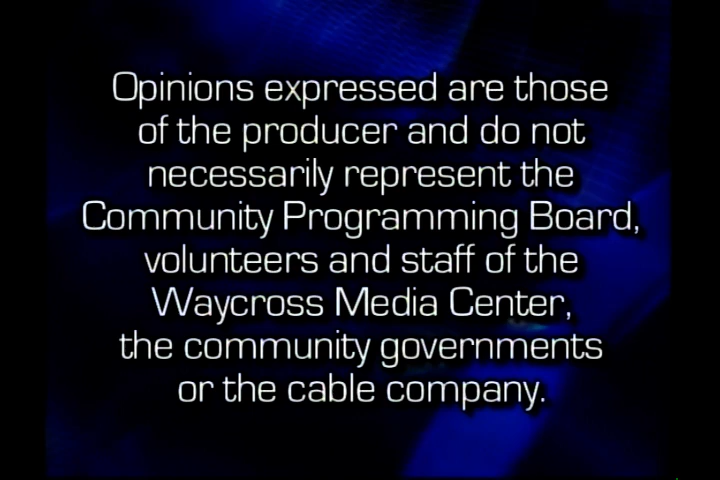 Opinions expressed are those
of the producer and do not
necessarily represent the
Community Programming Board,
volunteers and staff of the
Waycross Media Center,
the community governments
or the cable company.